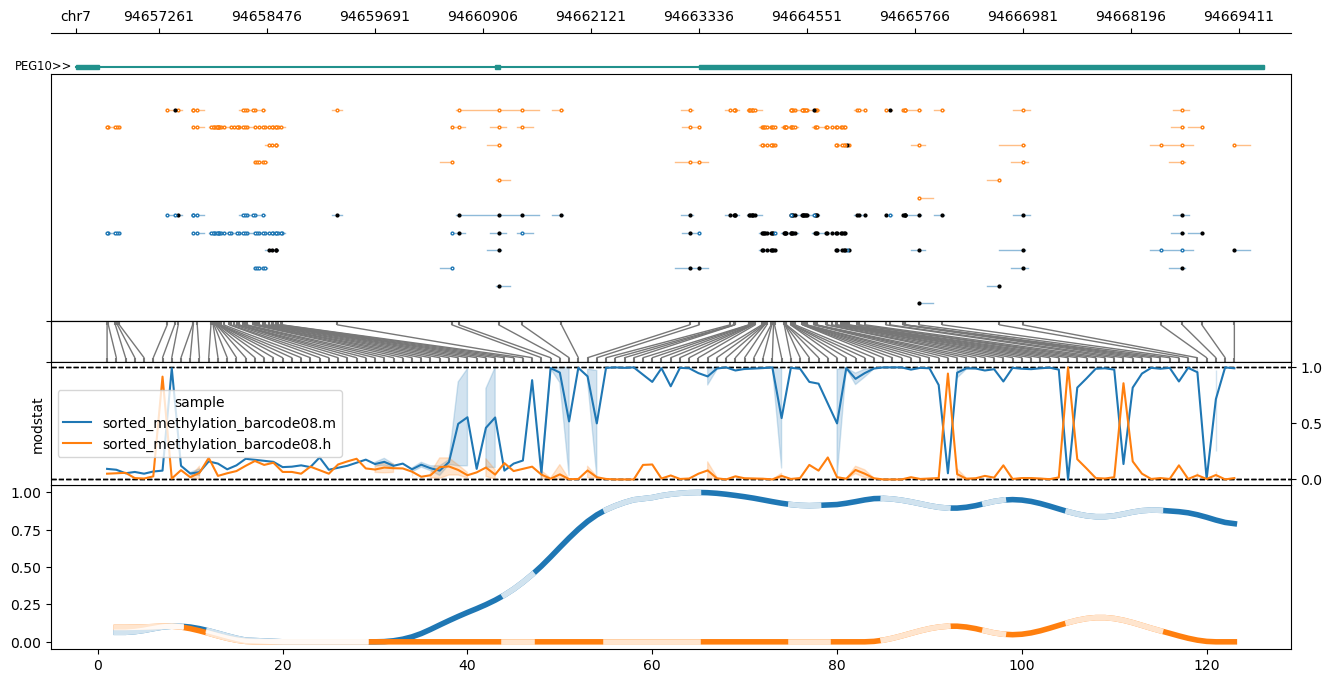 chr7 94657261 94658476 94659691 94660906 94662121 94663336 94664551 94665766 94666981 94668196 94669411
PEG10>>
modstat
sample
sorted_methylation_barcode08.m
sorted_methylation_barcode08.h
1.0
0.5
0.0
1.00
0.75
0.50
0.25
0.00
0 20 40 60 80 100 120